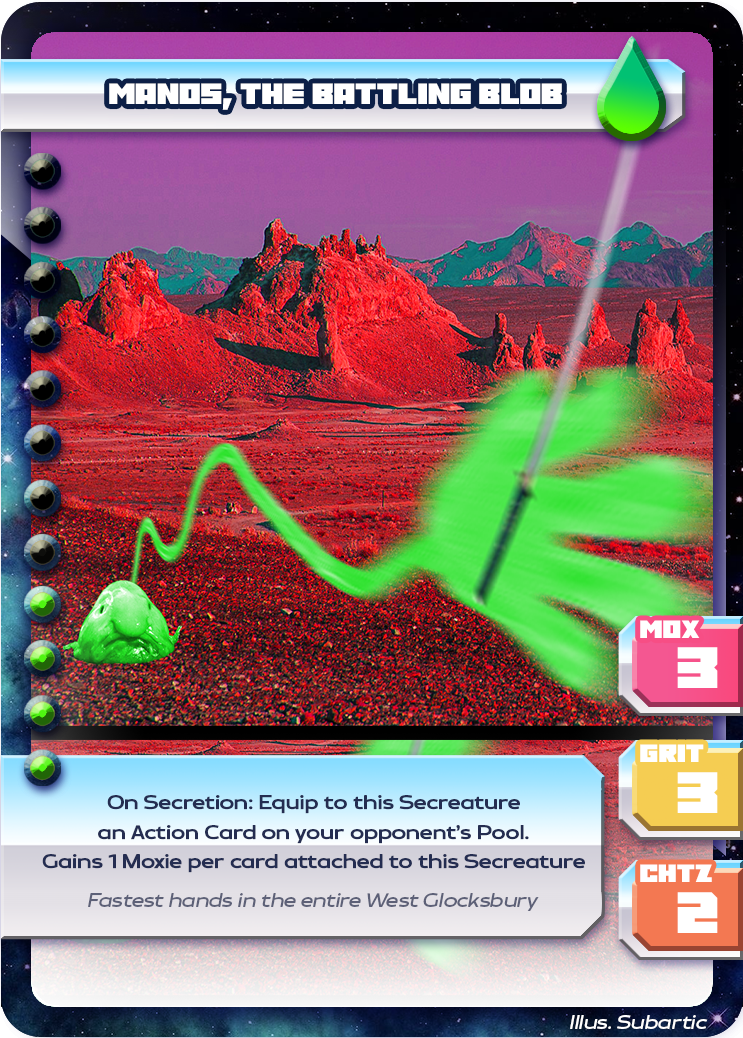 MANOS, THE BATTLING BLOB
MOX
3
GRIT
3
CHTZ
2
On Secretion: Equip to this Secreature
an Action Card on your opponent's Pool.
Gains 1 Moxie per card attached to this Secreature
Fastest hands in the entire West Glocksbury
Illus. Subartic